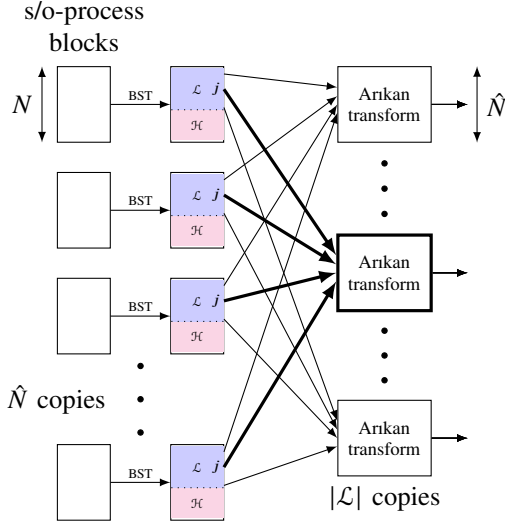 s/o-process
blocks
N
BST
ℒ j
ℋ
Arıkan
transform
N̂
BST
ℒ j
ℋ
Arıkan
transform
BST
ℒ j
ℋ
N̂ copies
BST
ℒ j
ℋ
Arıkan
transform
|ℒ| copies